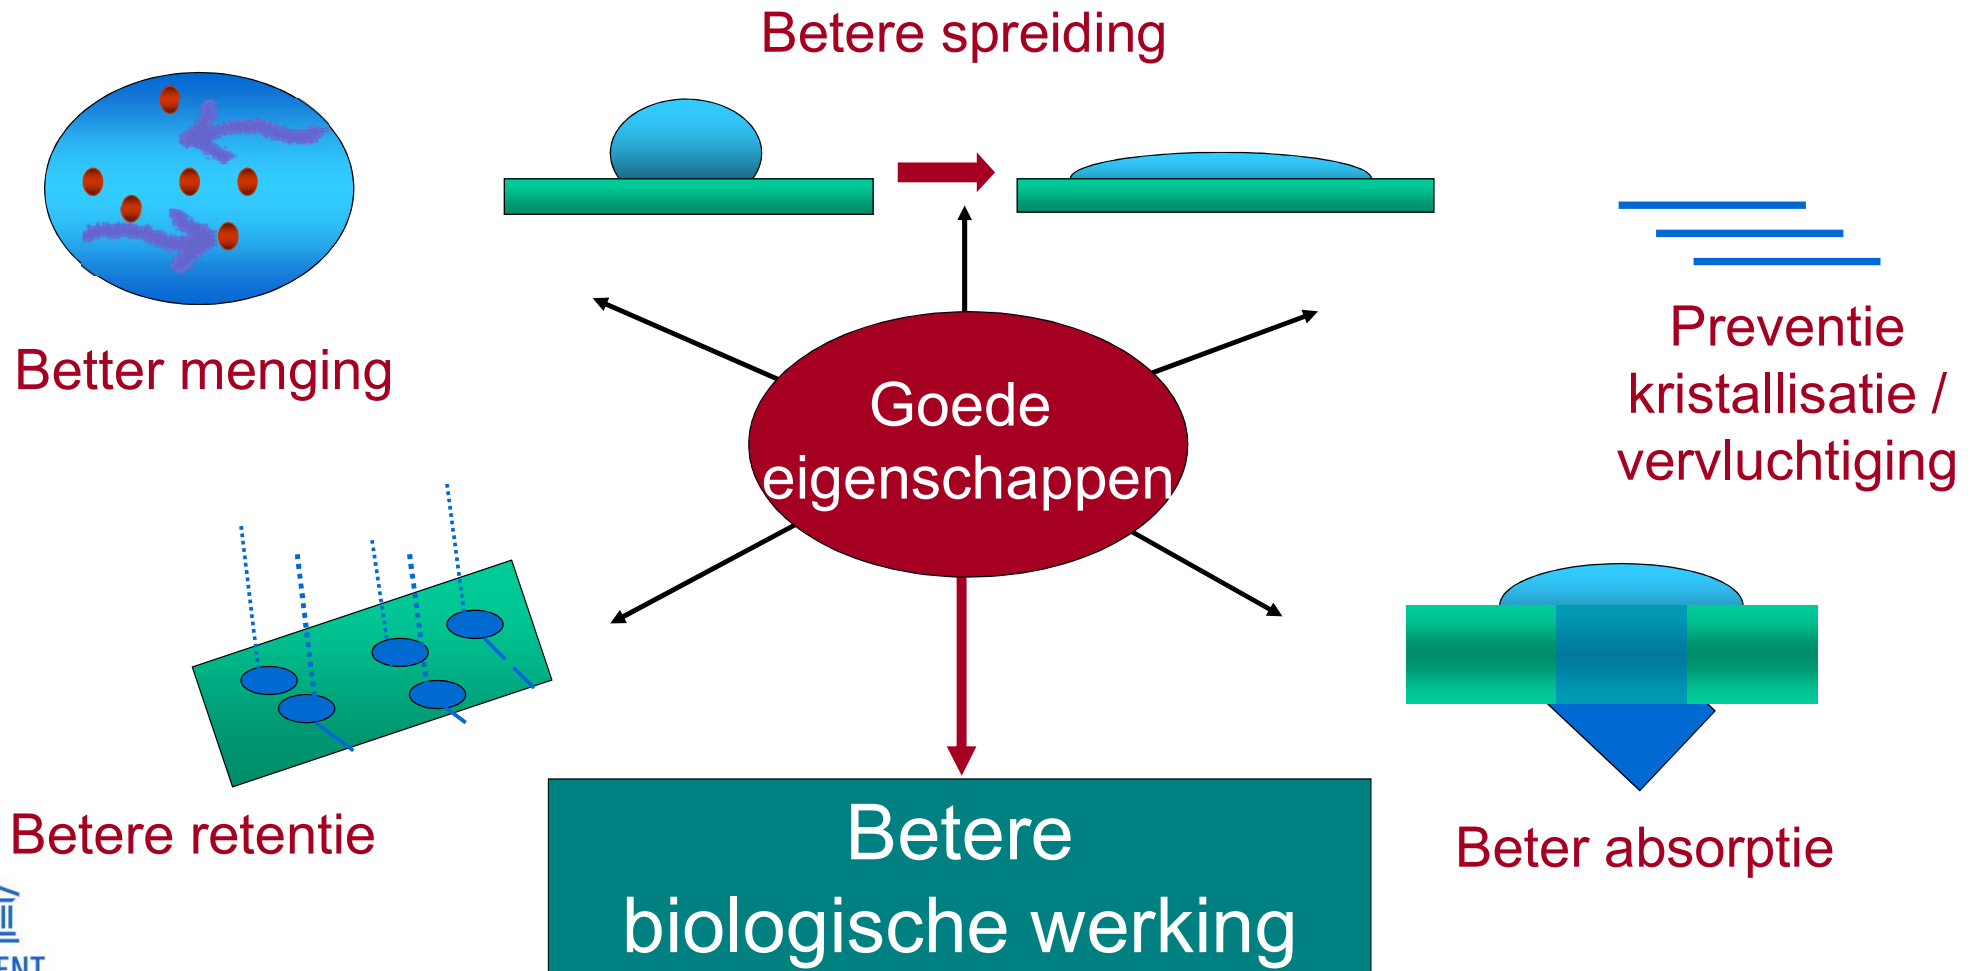 Betere spreiding
Better menging
Preventie
kristallisatie /
vervluchtiging
Goede
eigenschappen
Betere retentie
Betere
biologische werking
Beter absorptie